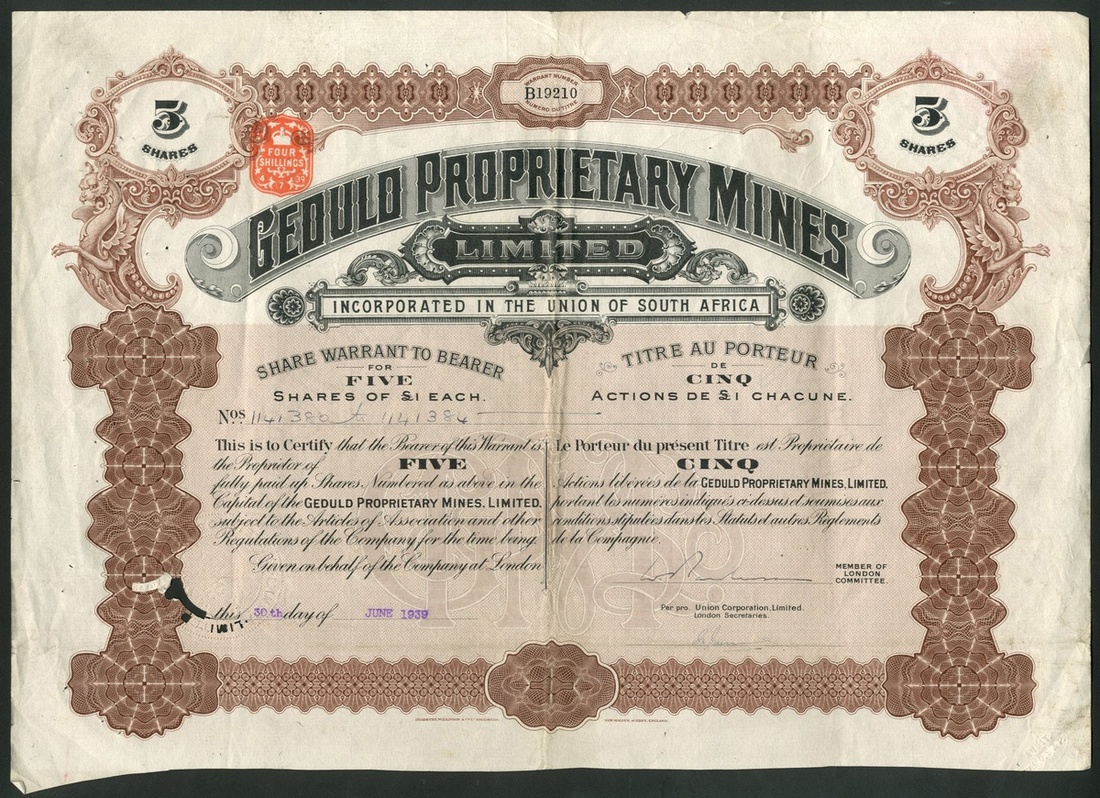 WARRANT NUMBER
B19210
NUMÉRO DU TITRE
5
SHARES
5
SHARES
FOUR
SHILLINGS
4 7 39
GEDULD PROPRIETARY MINES
LIMITED
INCORPORATED IN THE UNION OF SOUTH AFRICA
SHARE WARRANT TO BEARER
FOR
FIVE
SHARES OF £1 EACH.
TITRE AU PORTEUR
DE
CINQ
ACTIONS DE £1 CHACUNE.
Nos. 1141380 to 1141384
This is to Certify that the Bearer of this Warrant is
the Proprietor of FIVE
fully paid up Shares Numbered as above in the
Capital of the GEDULD PROPRIETARY MINES, LIMITED,
subject to the Articles of Association and other
Regulations of the Company for the time being.
Given on behalf of the Company at London
this 30th day of JUNE 1939
Le Porteur du présent Titre est Propriétaire de
CINQ
Actions libérées de la GEDULD PROPRIETARY MINES, LIMITED,
portant les numéros indiqués ci-dessus et soumises aux
conditions stipulées dans les Statuts et autres Règlements
de la Compagnie.
MEMBER OF
LONDON
COMMITTEE.
Per pro. Union Corporation, Limited.
London Secretaries.